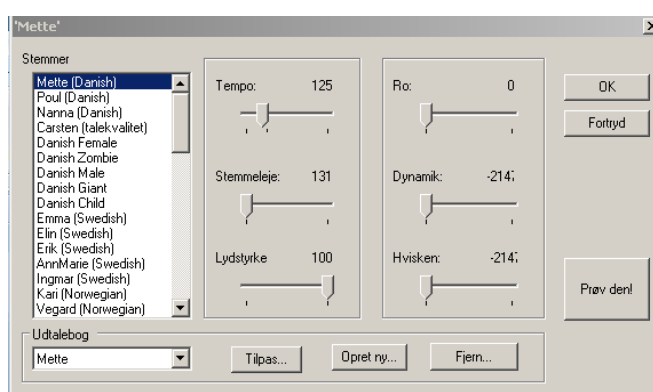 'Mette'
Stemmer
Mette (Danish)
Poul (Danish)
Nanna (Danish)
Carsten (talekvalitet)
Danish Female
Danish Zombie
Danish Male
Danish Giant
Danish Child
Emma (Swedish)
Elin (Swedish)
Erik (Swedish)
AnnMarie (Swedish)
Ingmar (Swedish)
Kari (Norwegian)
Vegard (Norwegian)
Tempo: 125
Stemmeleje: 131
Lydstyrke 100
Ro: 0
Dynamik: -214
Hvisken: -214
OK
Fortryd
Prøv den!
Udtalebog
Mette
Tilpas...
Opret ny...
Fjern...